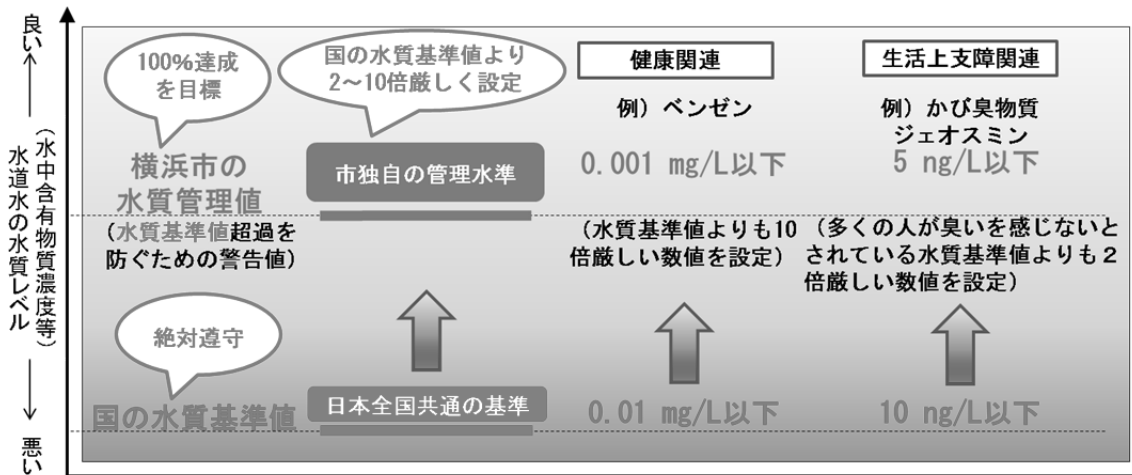 良い
水道水の水質レベル
（水中含有物質濃度等）
悪い
100%達成
を目標
国の水質基準値より
2～10倍厳しく設定
健康関連
生活上支障関連
例）ベンゼン
例）かび臭物質
ジェオスミン
横浜市の
水質管理値
市独自の管理水準
0.001 mg/L以下
5 ng/L以下
（水質基準値超過を
防ぐための警告値）
（水質基準値よりも10
倍厳しい数値を設定）
（多くの人が臭いを感じないと
されている水質基準値よりも２
倍厳しい数値を設定）
絶対遵守
国の水質基準値
日本全国共通の基準
0.01 mg/L以下
10 ng/L以下